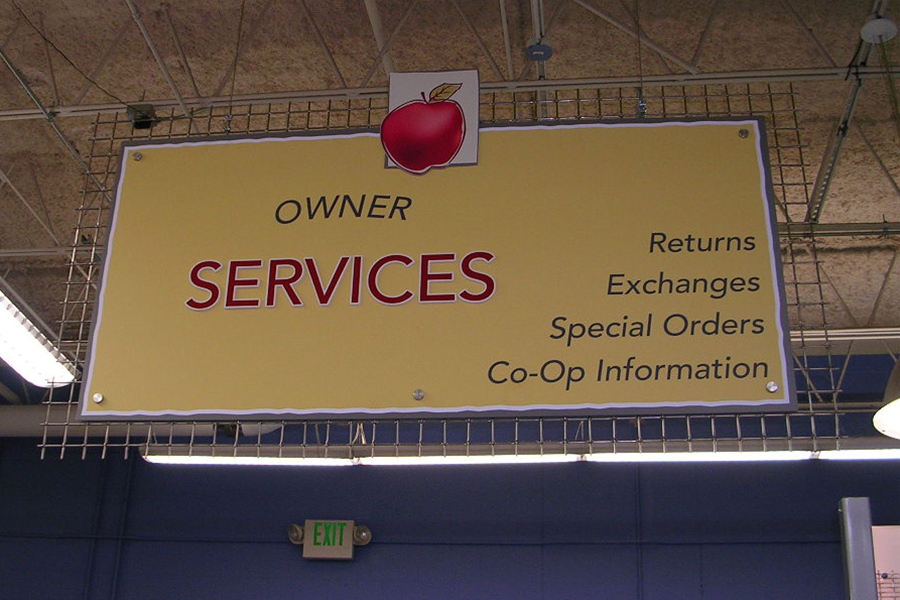 OWNER
SERVICES
Returns
Exchanges
Special Orders
Co-Op Information
EXIT